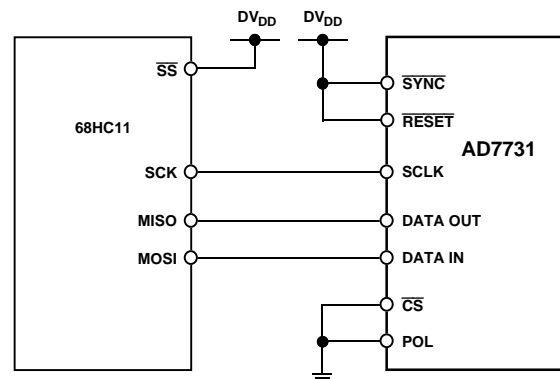 DVDD DVDD
SS
SYNC
68HC11
RESET
AD7731
SCK SCLK
MISO DATA OUT
MOSI DATA IN
CS
POL